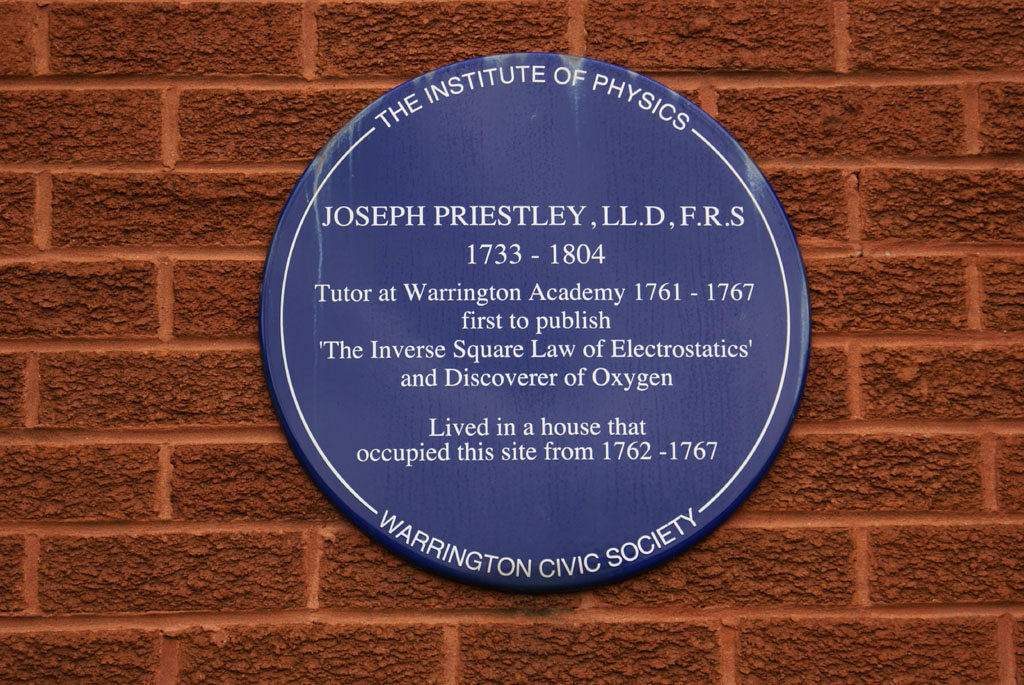 THE INSTITUTE OF PHYSICS
JOSEPH PRIESTLEY, LL.D, F.R.S
1733 - 1804
Tutor at Warrington Academy 1761 - 1767
first to publish
'The Inverse Square Law of Electrostatics'
and Discoverer of Oxygen
Lived in a house that
occupied this site from 1762 -1767
WARRINGTON CIVIC SOCIETY